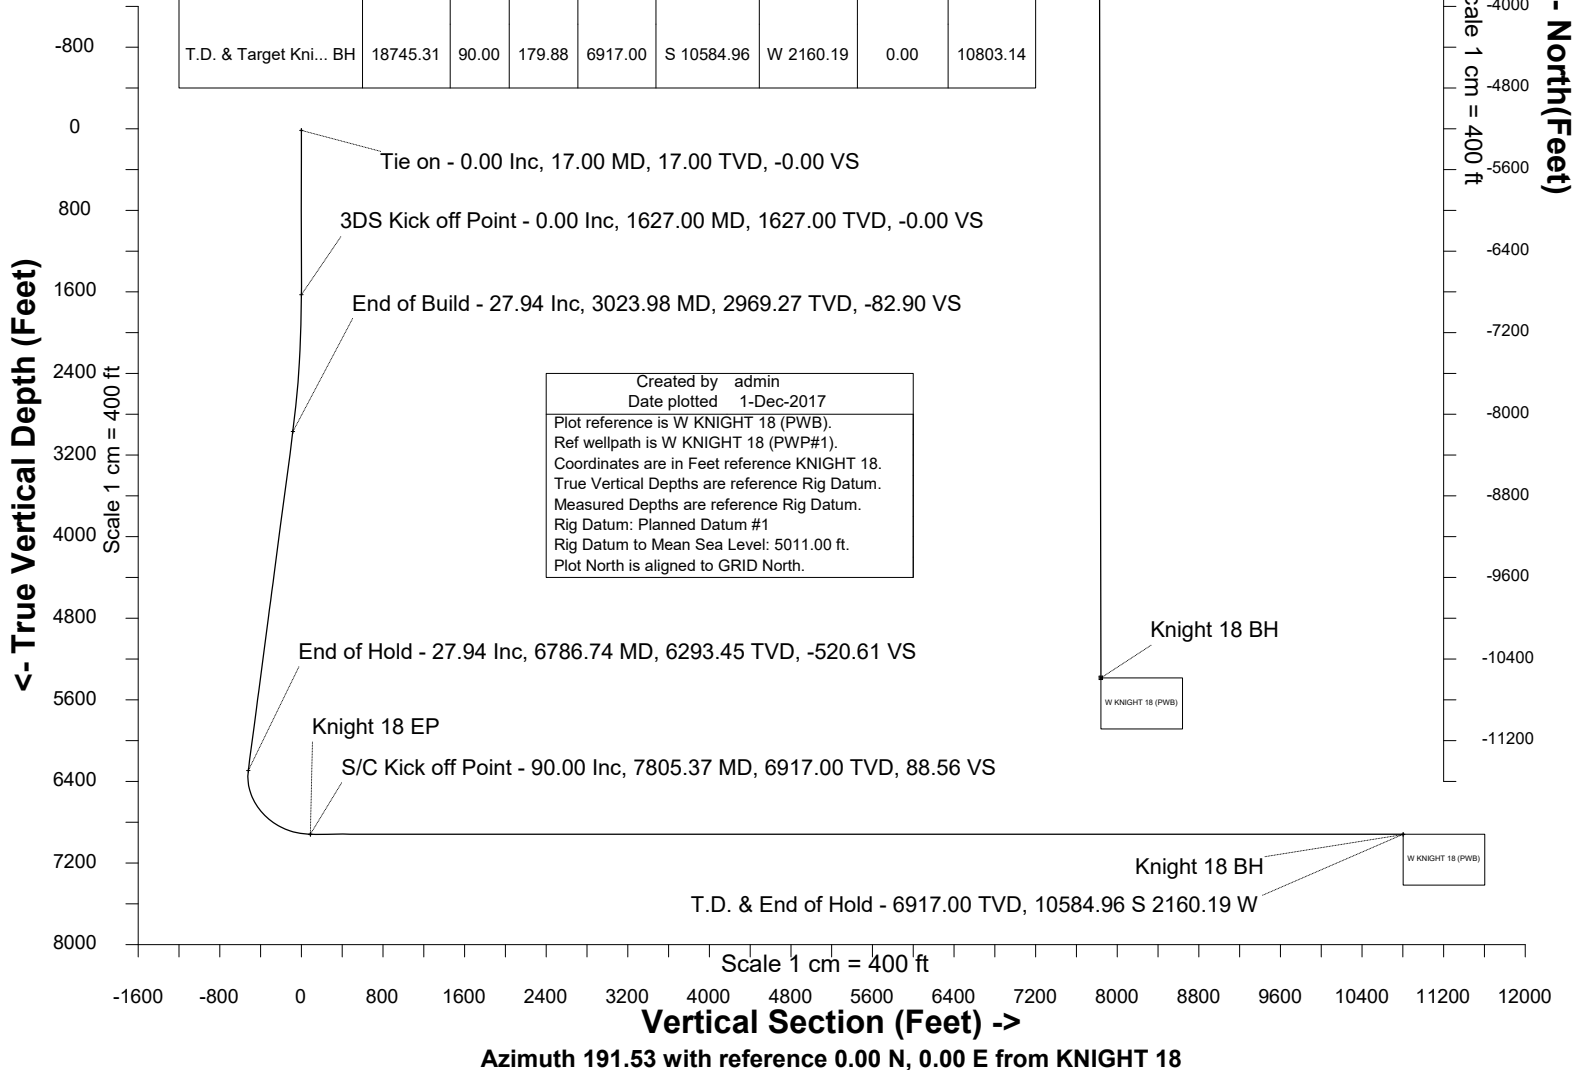 T.D. & Target Kni... BH 18745.31 90.00 179.88 6917.00 S 10584.96 W 2160.19 0.00 10803.14
<- True Vertical Depth (Feet)
Scale 1 cm = 400 ft
-800
0
800
1600
2400
3200
4000
4800
5600
6400
7200
8000
Tie on - 0.00 Inc, 17.00 MD, 17.00 TVD, -0.00 VS
3DS Kick off Point - 0.00 Inc, 1627.00 MD, 1627.00 TVD, -0.00 VS
End of Build - 27.94 Inc, 3023.98 MD, 2969.27 TVD, -82.90 VS
Created by admin
Date plotted 1-Dec-2017
Plot reference is W KNIGHT 18 (PWB).
Ref wellpath is W KNIGHT 18 (PWP#1).
Coordinates are in Feet reference KNIGHT 18.
True Vertical Depths are reference Rig Datum.
Measured Depths are reference Rig Datum.
Rig Datum: Planned Datum #1
Rig Datum to Mean Sea Level: 5011.00 ft.
Plot North is aligned to GRID North.
End of Hold - 27.94 Inc, 6786.74 MD, 6293.45 TVD, -520.61 VS
Knight 18 EP
S/C Kick off Point - 90.00 Inc, 7805.37 MD, 6917.00 TVD, 88.56 VS
Knight 18 BH
W KNIGHT 18 (PWB)
Knight 18 BH
W KNIGHT 18 (PWB)
T.D. & End of Hold - 6917.00 TVD, 10584.96 S 2160.19 W
cale 1 cm = 400 ft
-4000
-4800
-5600
-6400
-7200
-8000
-8800
-9600
-10400
-11200
- North(Feet)
Scale 1 cm = 400 ft
-1600 -800 0 800 1600 2400 3200 4000 4800 5600 6400 7200 8000 8800 9600 10400 11200 12000
Vertical Section (Feet) ->
Azimuth 191.53 with reference 0.00 N, 0.00 E from KNIGHT 18